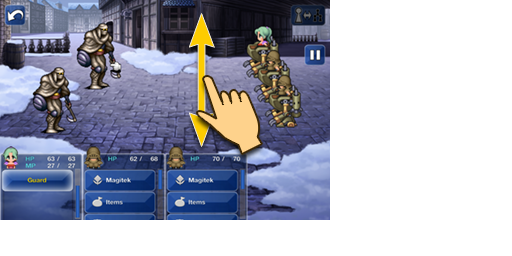 HP 63 / 63
MP 27 / 27
HP 62 / 68
HP 70 / 70
Guard
Magitek
Magitek
Items
Items